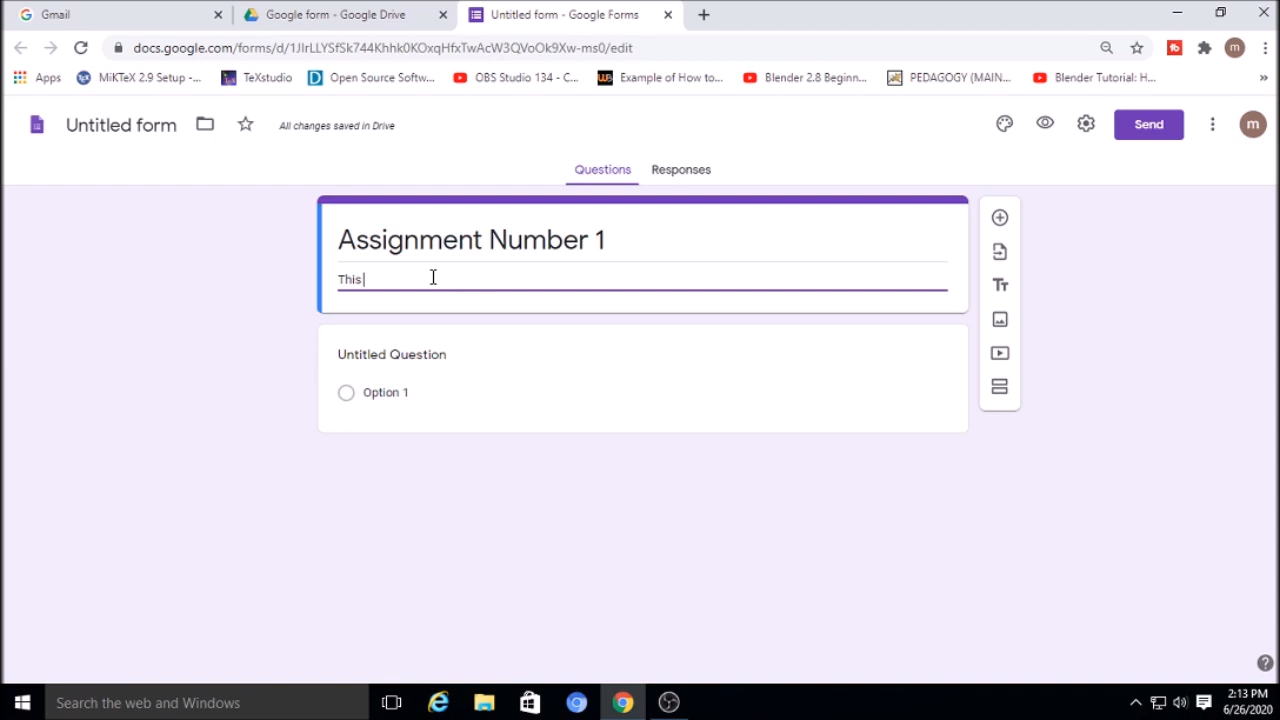 Gmail
Google form - Google Drive
Untitled form - Google Forms
docs.google.com/forms/d/1JIrLLYSfSk744Khhk0KOxqHfxTwAcW3QVoOk9Xw-ms0/edit
m
Apps
MiKTeX 2.9 Setup -...
TeXstudio
Open Source Softw...
OBS Studio 134 - C...
Example of How to...
Blender 2.8 Beginn...
PEDAGOGY (MAIN...
Blender Tutorial: H...
Untitled form
All changes saved in Drive
Send
m
Questions
Responses
Assignment Number 1
This
Untitled Question
Option 1
Search the web and Windows
2:13 PM
6/26/2020